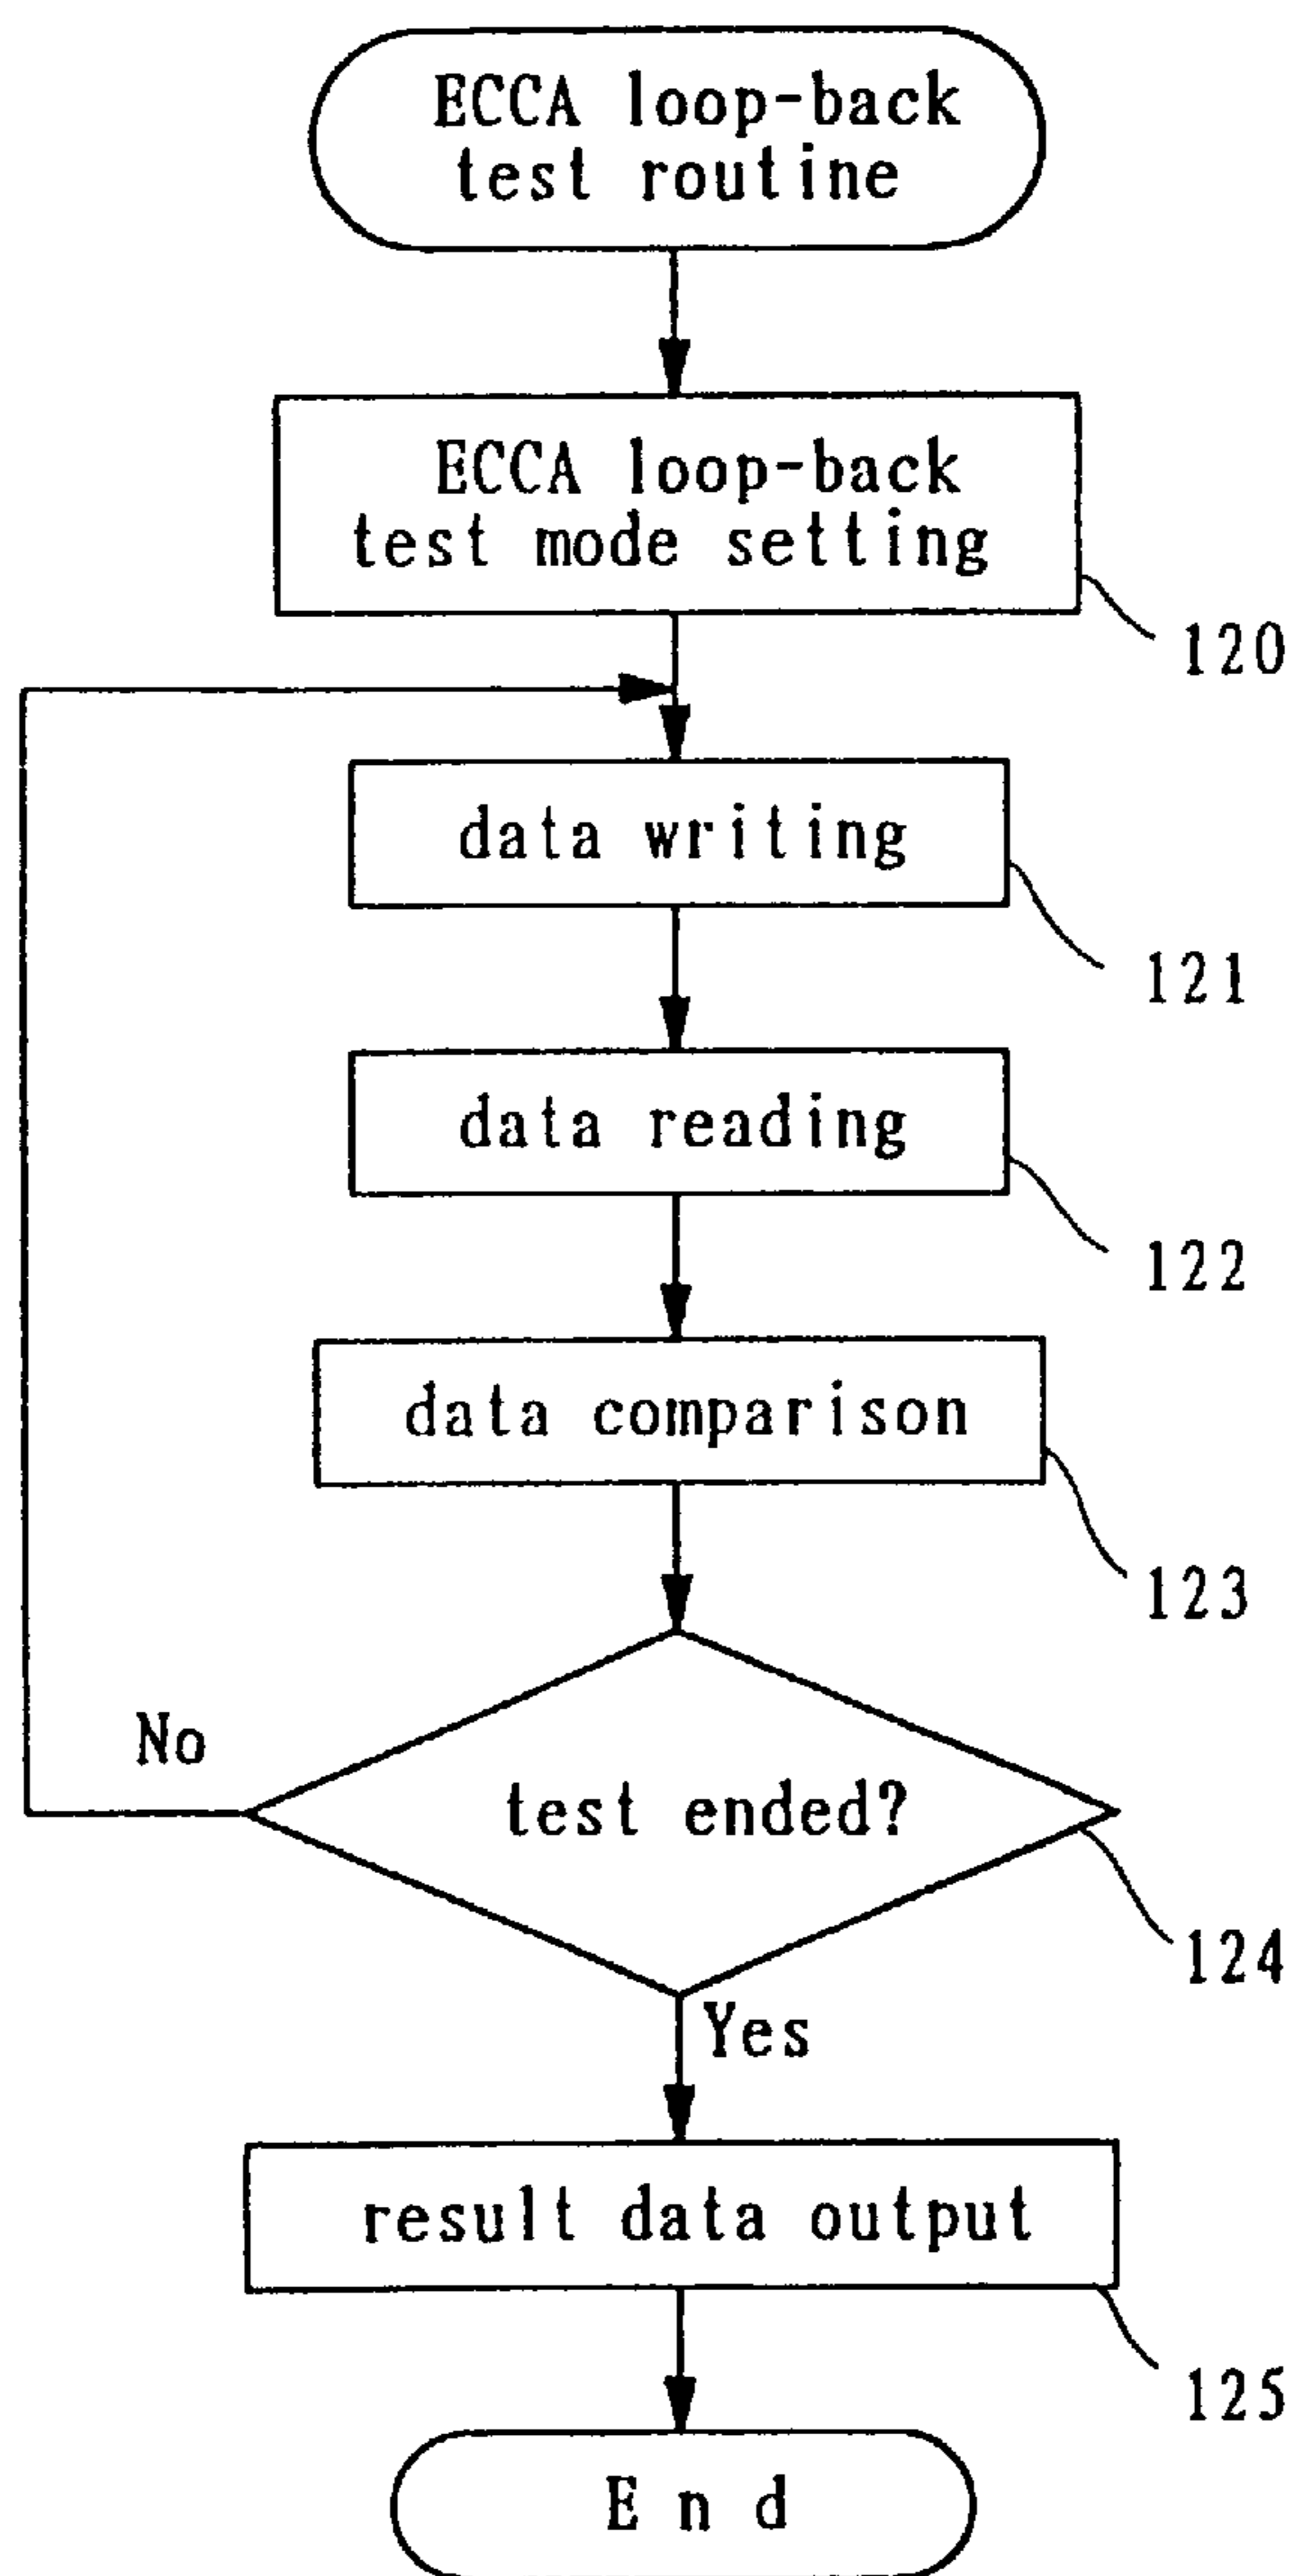 ECCA loop-back
test routine
ECCA loop-back
test mode setting
120
data writing
121
data reading
122
data comparison
123
No
test ended?
124
Yes
result data output
125
End